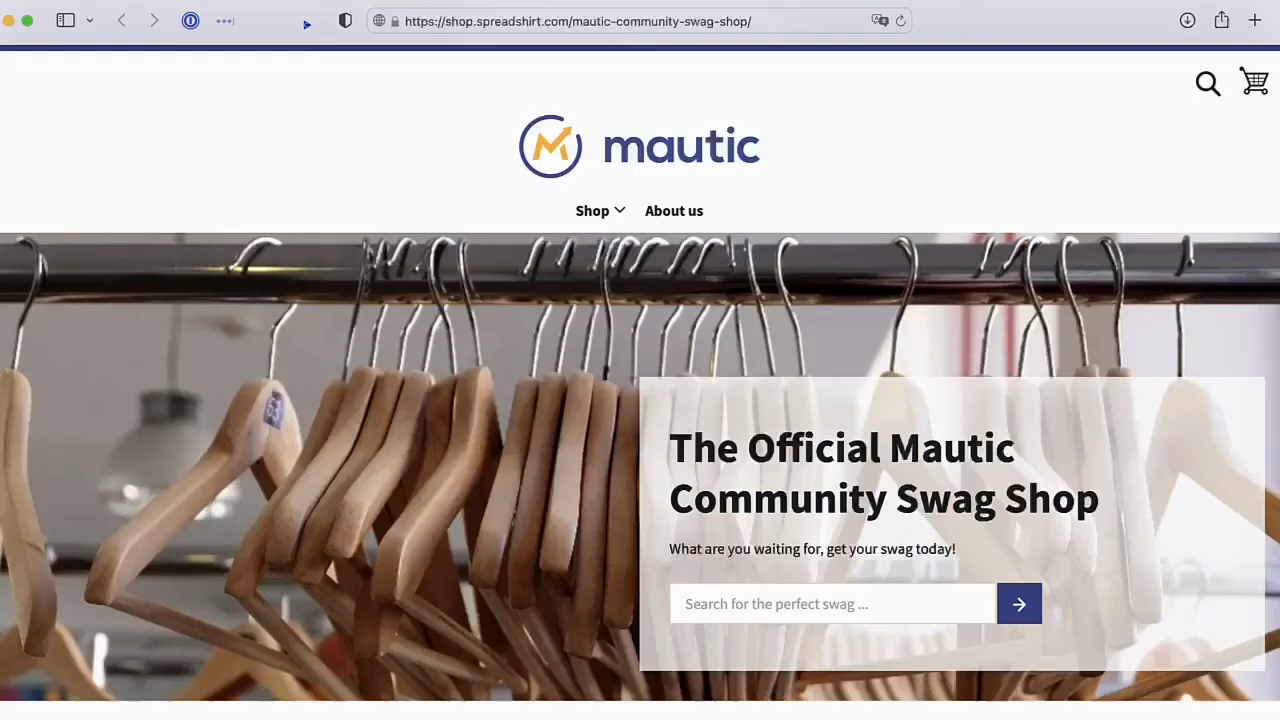 https://shop.spreadshirt.com/mautic-community-swag-shop/
mautic
Shop
About us
The Official Mautic
Community Swag Shop
What are you waiting for, get your swag today!
Search for the perfect swag ...